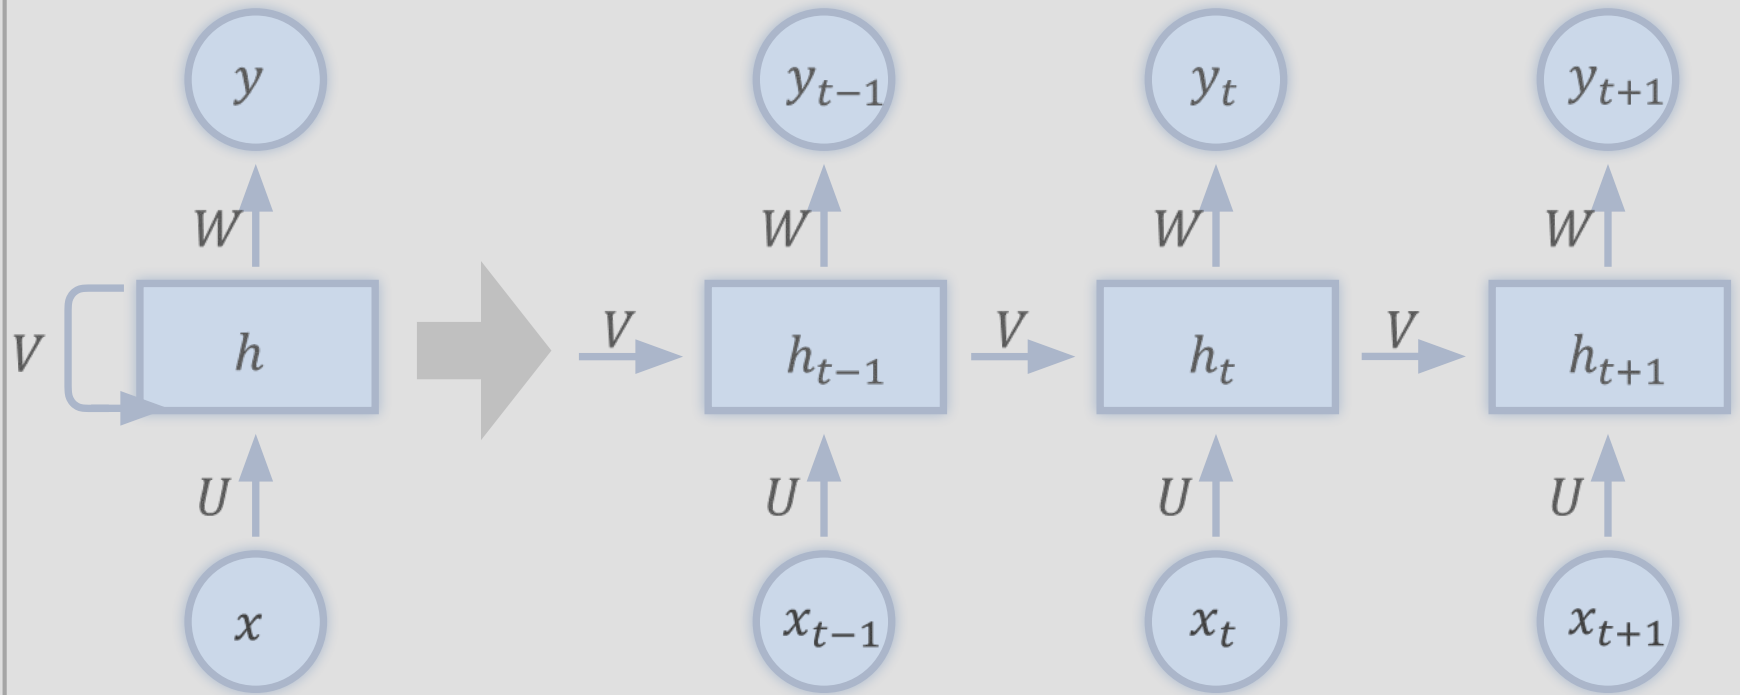 y y_{t−1} y_t y_{t+1}
W W W W
V h V h_{t−1} V h_t V h_{t+1}
U U U U
x x_{t−1} x_t x_{t+1}